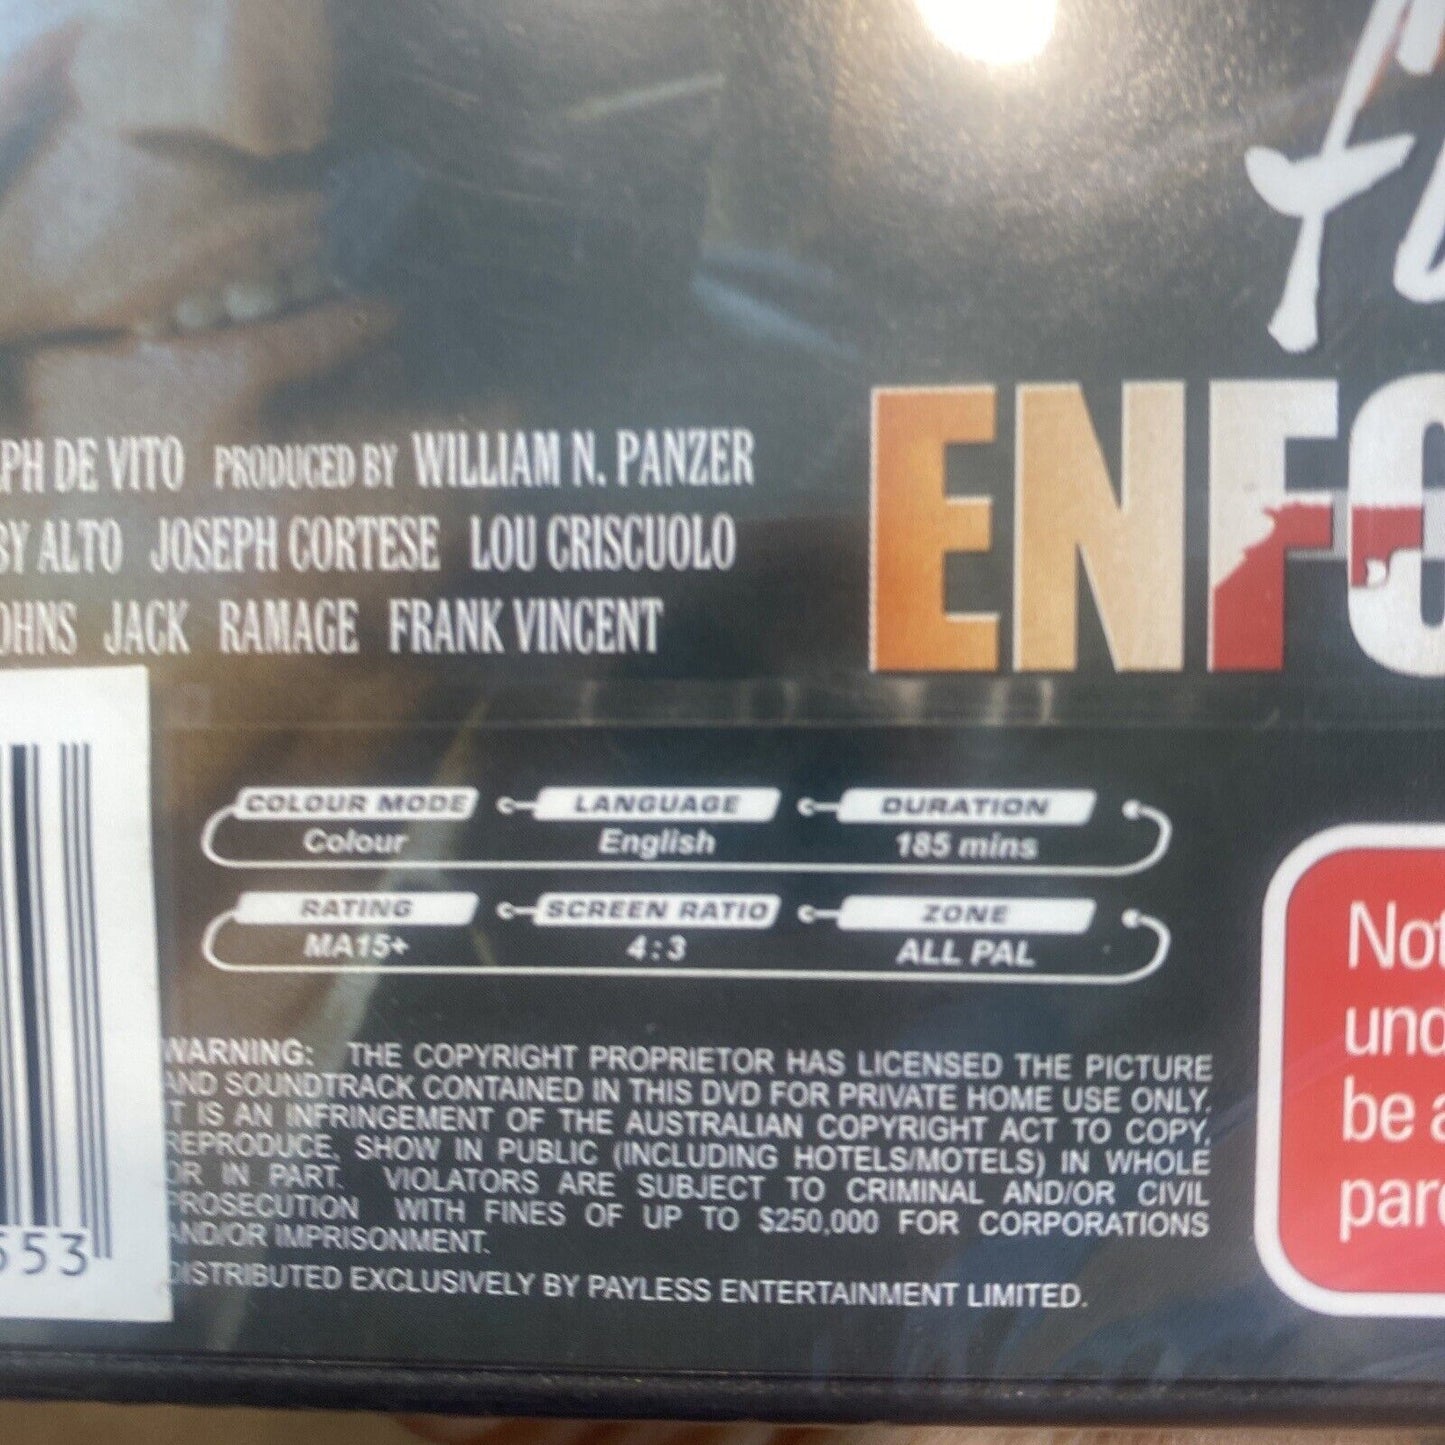 PH DE VITO PRODUCED BY WILLIAM N. PANZER
BY ALTO JOSEPH CORTESE LOU CRISCUOLO
OHNS JACK RAMAGE FRANK VINCENT
ENFO
COLOUR MODE LANGUAGE DURATION
Colour English 185 mins
RATING SCREEN RATIO ZONE
MA15+ 4:3 ALL PAL
WARNING: THE COPYRIGHT PROPRIETOR HAS LICENSED THE PICTURE
AND SOUNDTRACK CONTAINED IN THIS DVD FOR PRIVATE HOME USE ONLY.
IT IS AN INFRINGEMENT OF THE AUSTRALIAN COPYRIGHT ACT TO COPY,
REPRODUCE, SHOW IN PUBLIC (INCLUDING HOTELS/MOTELS) IN WHOLE
OR IN PART. VIOLATORS ARE SUBJECT TO CRIMINAL AND/OR CIVIL
PROSECUTION WITH FINES OF UP TO $250,000 FOR CORPORATIONS
AND/OR IMPRISONMENT.
DISTRIBUTED EXCLUSIVELY BY PAYLESS ENTERTAINMENT LIMITED.
553
Not
und
be a
pare